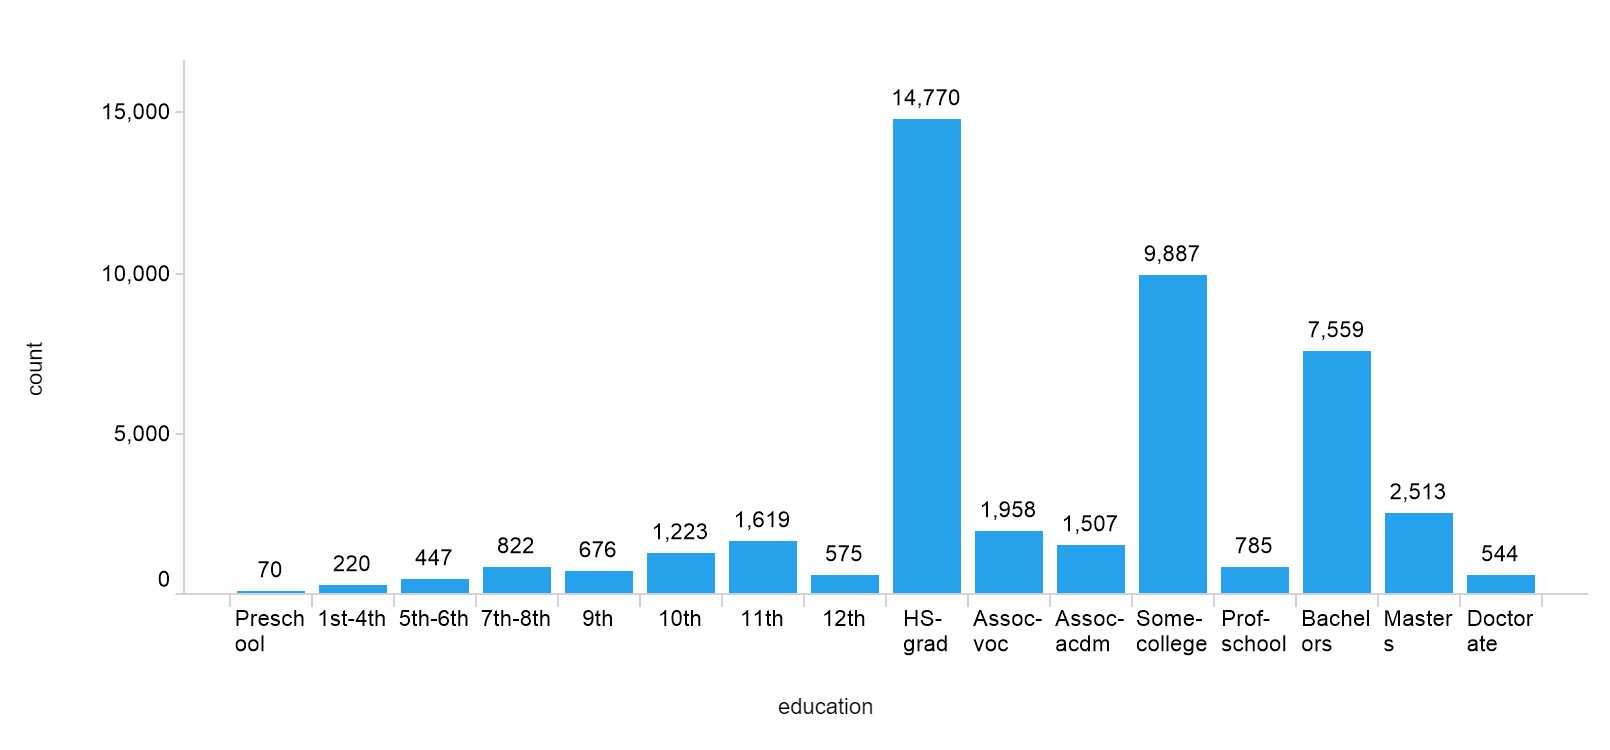 14,770
15,000
9,887
10,000
7,559
count
5,000
2,513
1,958
1,619
1,507
1,223
822
676
575
785
544
447
220
70
0
Presch
ool
1st-4th
5th-6th
7th-8th
9th
10th
11th
12th
HS-
grad
Assoc-
voc
Assoc-
acdm
Some-
college
Prof-
school
Bachel
ors
Master
s
Doctor
ate
education